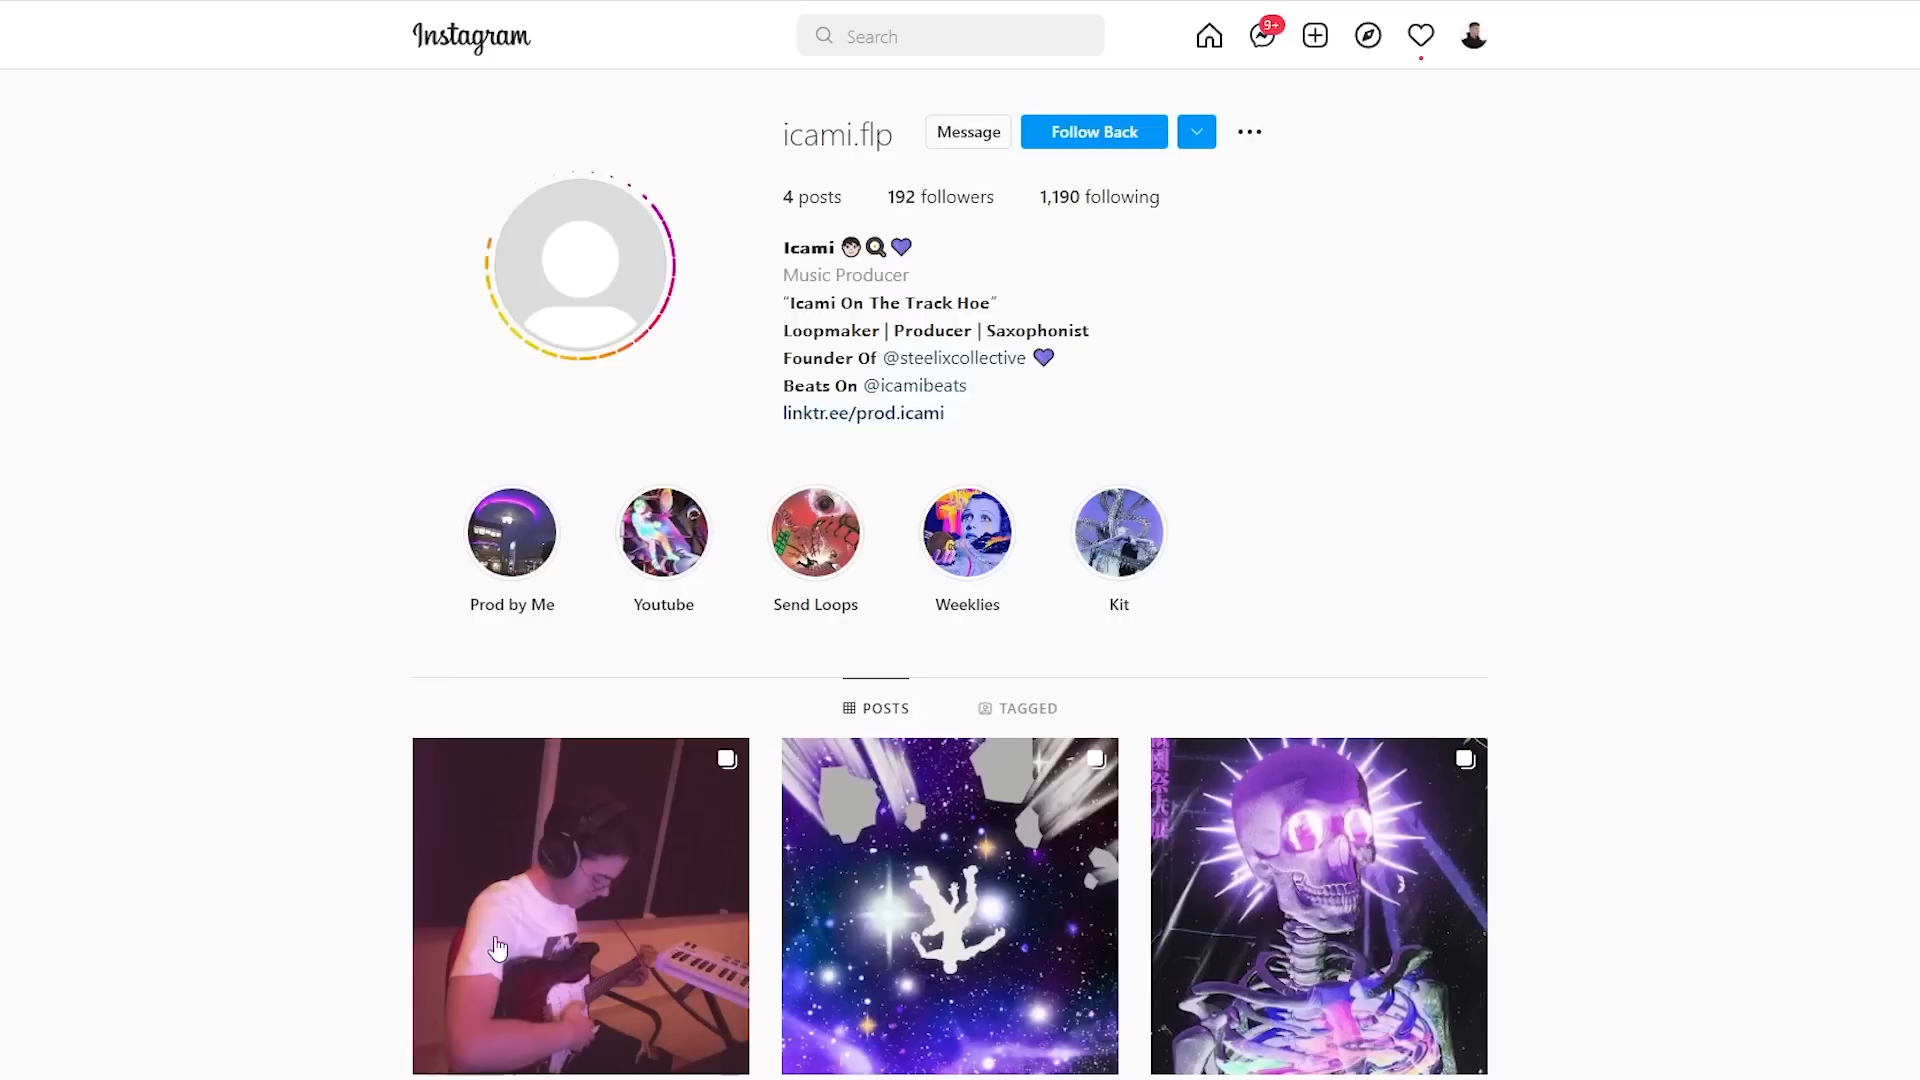 Instagram
Search
9+
icami.flp
Message
Follow Back
4 posts
192 followers
1,190 following
Icami
Music Producer
“Icami On The Track Hoe”
Loopmaker | Producer | Saxophonist
Founder Of @steelixcollective
Beats On @icamibeats
linktr.ee/prod.icami
Prod by Me
Youtube
Send Loops
Weeklies
Kit
POSTS
TAGGED